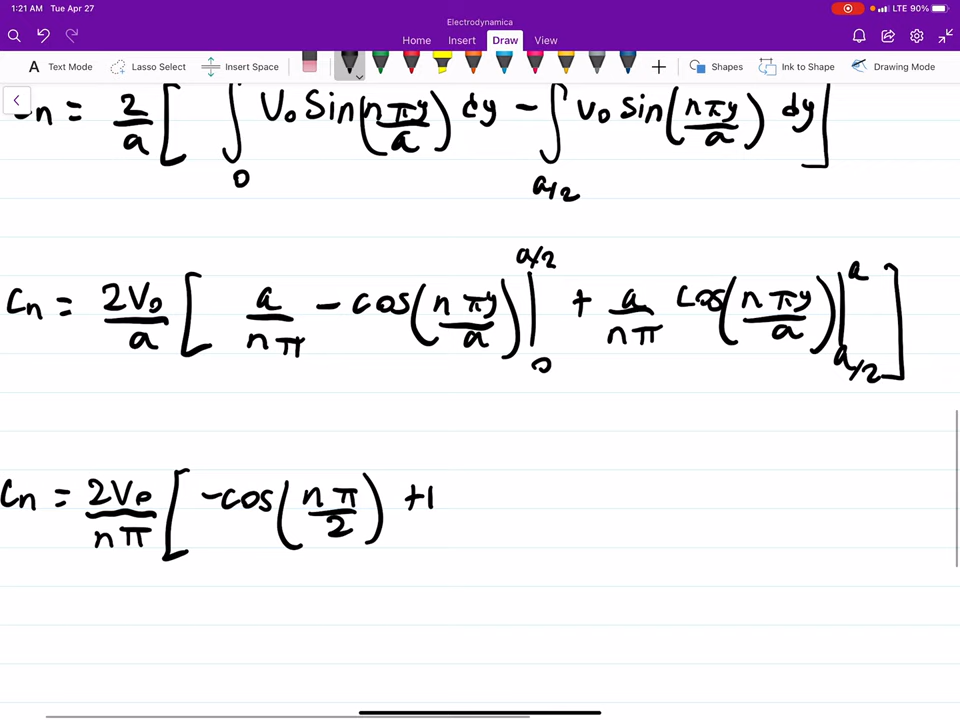 1:21 AM Tue Apr 27 LTE 90%
Electrodynamica
Home Insert Draw View
A Text Mode Lasso Select Insert Space Shapes Ink to Shape Drawing Mode
n = 2/a [ ∫ 0 V₀ Sin(nπy/a) dy − ∫ a/2 V₀ sin(nπy/a) dy ]
Cn = 2V₀/a [ a/nπ − cos(nπy/a) | 0 a/2 + a/nπ cos(nπy/a) | a/2 a ]
Cn = 2V₀/nπ [ −cos(nπ/2) +1